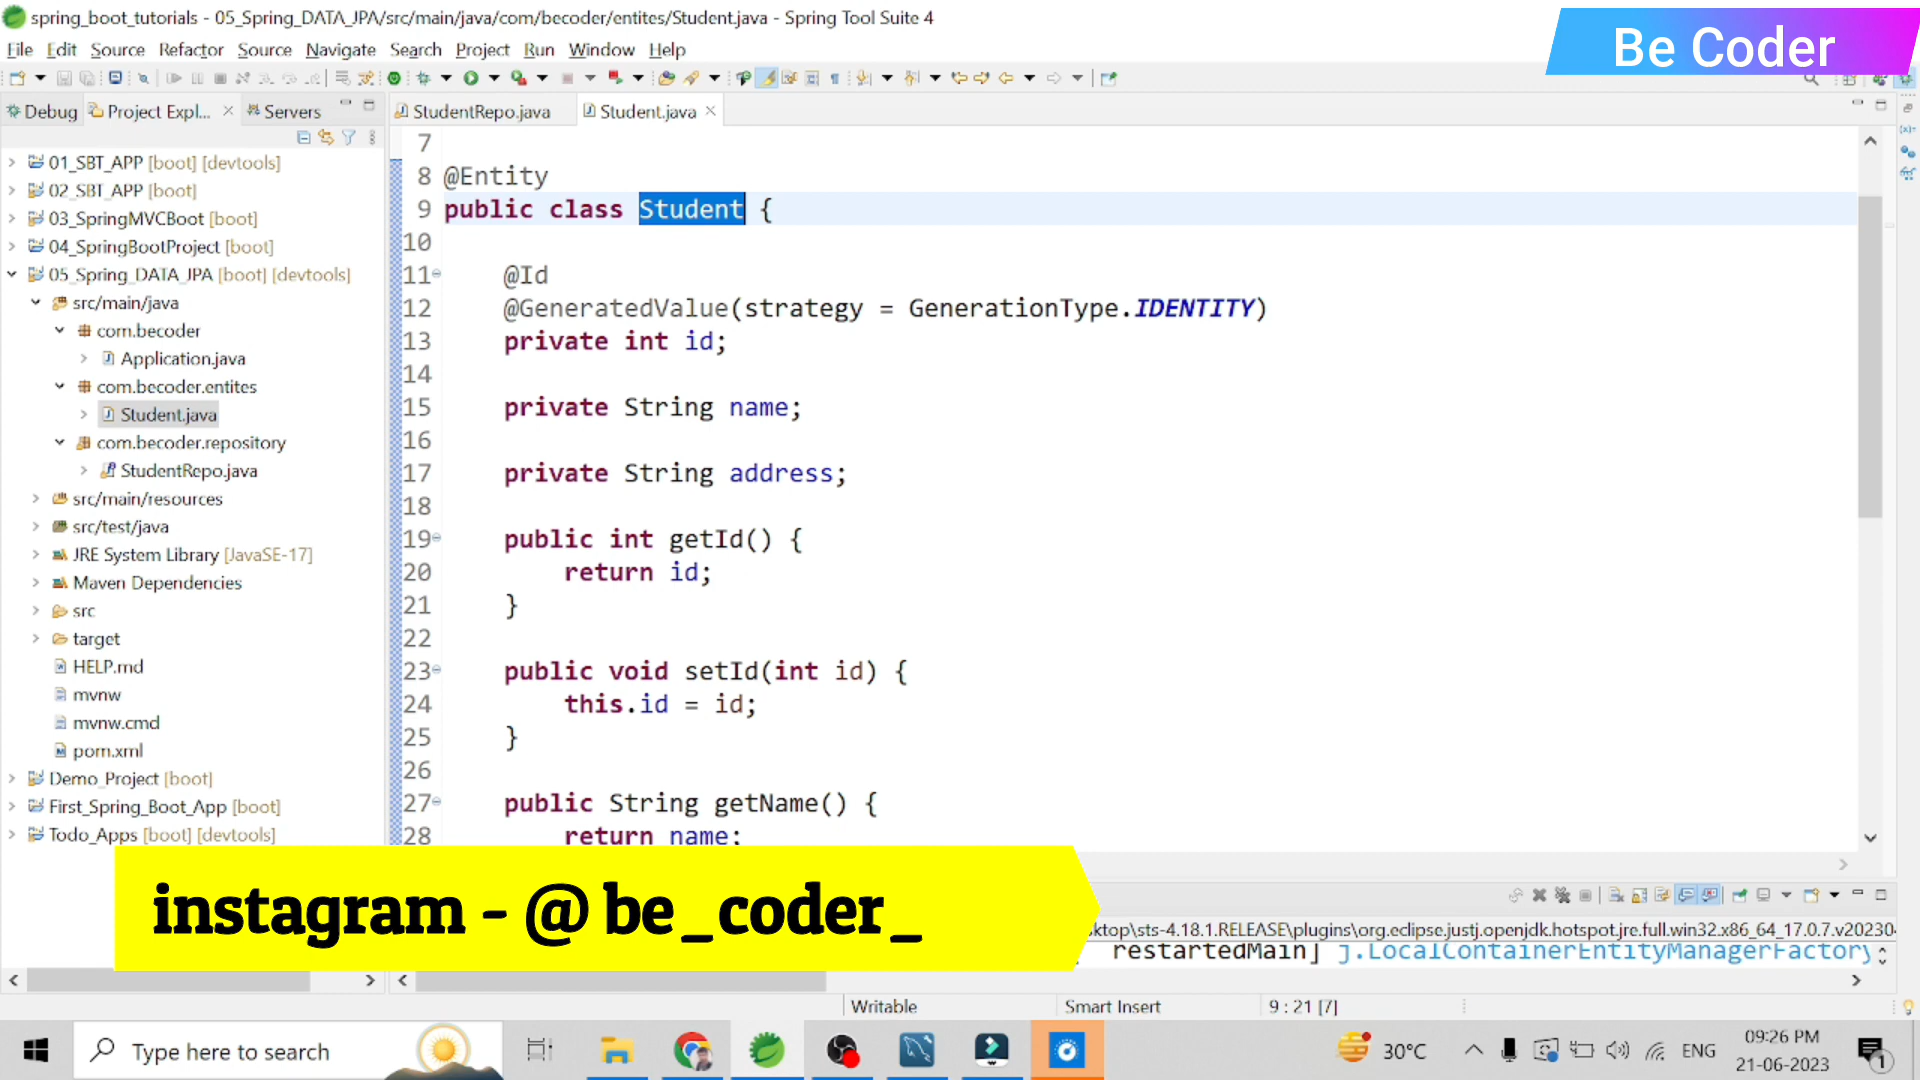 spring_boot_tutorials - 05_Spring_DATA_JPA/src/main/java/com/becoder/entites/Student.java - Spring Tool Suite 4
File Edit Source Refactor Source Navigate Search Project Run Window Help
Be Coder
Debug Project Expl... Servers
StudentRepo.java Student.java
01_SBT_APP [boot] [devtools]
02_SBT_APP [boot]
03_SpringMVCBoot [boot]
04_SpringBootProject [boot]
05_Spring_DATA_JPA [boot] [devtools]
src/main/java
com.becoder
Application.java
com.becoder.entites
Student.java
com.becoder.repository
StudentRepo.java
src/main/resources
src/test/java
JRE System Library [JavaSE-17]
Maven Dependencies
src
target
HELP.md
mvnw
mvnw.cmd
pom.xml
Demo_Project [boot]
First_Spring_Boot_App [boot]
Todo_Apps [boot] [devtools]
7
8 @Entity
9 public class Student {
10
11 @Id
12 @GeneratedValue(strategy = GenerationType.IDENTITY)
13 private int id;
14
15 private String name;
16
17 private String address;
18
19 public int getId() {
20 return id;
21 }
22
23 public void setId(int id) {
24 this.id = id;
25 }
26
27 public String getName() {
28 return name;
instagram - @ be_coder_
ktop\sts-4.18.1.RELEASE\plugins\org.eclipse.justj.openjdk.hotspot.jre.full.win32.x86_64_17.0.7.v20230
restartedMain] j.LocalContainerEntityManagerFactory
Writable Smart Insert 9 : 21 [7]
Type here to search
30°C ENG 09:26 PM
21-06-2023
1